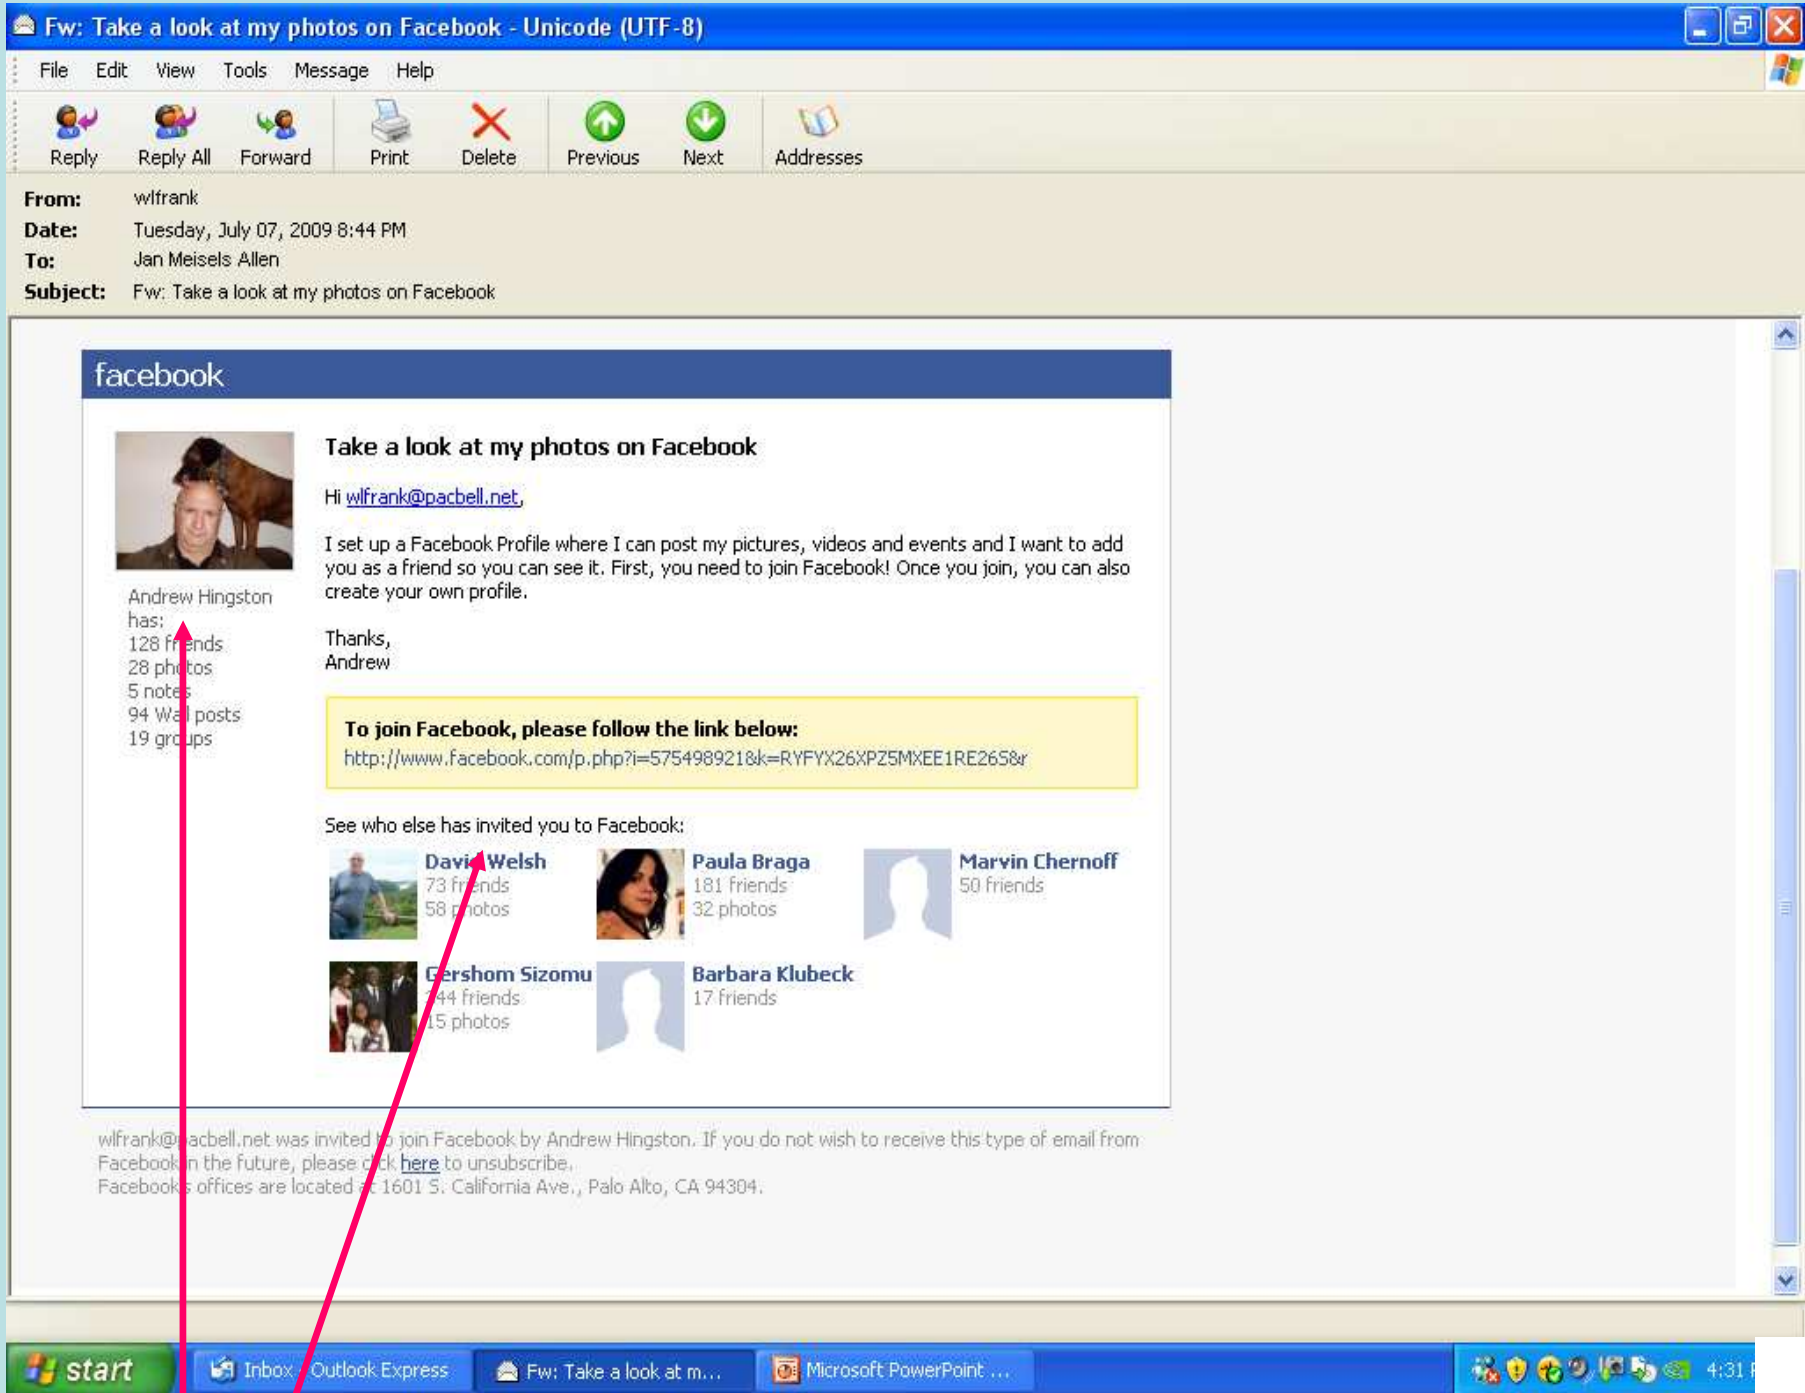 Fw: Take a look at my photos on Facebook - Unicode (UTF-8)
File Edit View Tools Message Help
Reply Reply All Forward Print Delete Previous Next Addresses
From: wlfrank
Date: Tuesday, July 07, 2009 8:44 PM
To: Jan Meisels Allen
Subject: Fw: Take a look at my photos on Facebook
facebook
Andrew Hingston
has:
128 friends
28 photos
5 notes
94 Wall posts
19 groups
Take a look at my photos on Facebook
Hi wlfrank@pacbell.net,
I set up a Facebook Profile where I can post my pictures, videos and events and I want to add
you as a friend so you can see it. First, you need to join Facebook! Once you join, you can also
create your own profile.
Thanks,
Andrew
To join Facebook, please follow the link below:
http://www.facebook.com/p.php?i=575498921&k=RYFYX26XPZ5MXEE1RE26S&r
See who else has invited you to Facebook:
David Welsh
73 friends
58 photos
Paula Braga
181 friends
32 photos
Marvin Chernoff
50 friends
Gershom Sizomu
44 friends
15 photos
Barbara Klubeck
17 friends
wlfrank@pacbell.net was invited to join Facebook by Andrew Hingston. If you do not wish to receive this type of email from
Facebook in the future, please click here to unsubscribe.
Facebook's offices are located at 1601 S. California Ave., Palo Alto, CA 94304.
start Inbox - Outlook Express Fw: Take a look at m... Microsoft PowerPoint ... 4:31